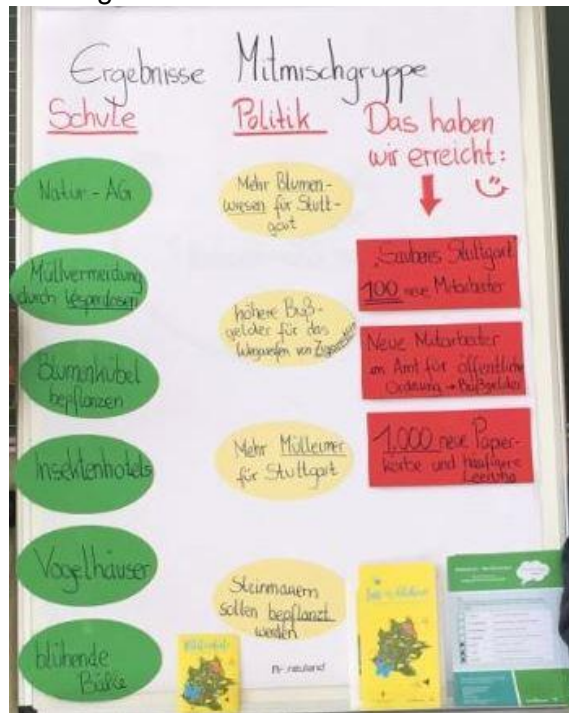 Ergebnisse Mitmischgruppe
Schule
Natur-AG
Müllvermeidung
durch Vesperdosen
Blumenkübel
bepflanzen
Insektenhotels
Vogelhäuser
blühende
Politik
Mehr Blumen-
wiesen für Stutt-
gart
höhere Buß-
gelder für das
Wegwerfen von
Mehr Mülleimer
für Stuttgart
Steinmauern
sollen bepflanzt
werden
neuland
Das haben
wir erreicht:
"Sauberes Stuttgart"
100 neue Mitarbeiter
Neue Mitarbeiter
im Amt für öffentliche
Ordnung → Bußgelder
1.000 neue Papier-
körbe und häufigere
Leerung